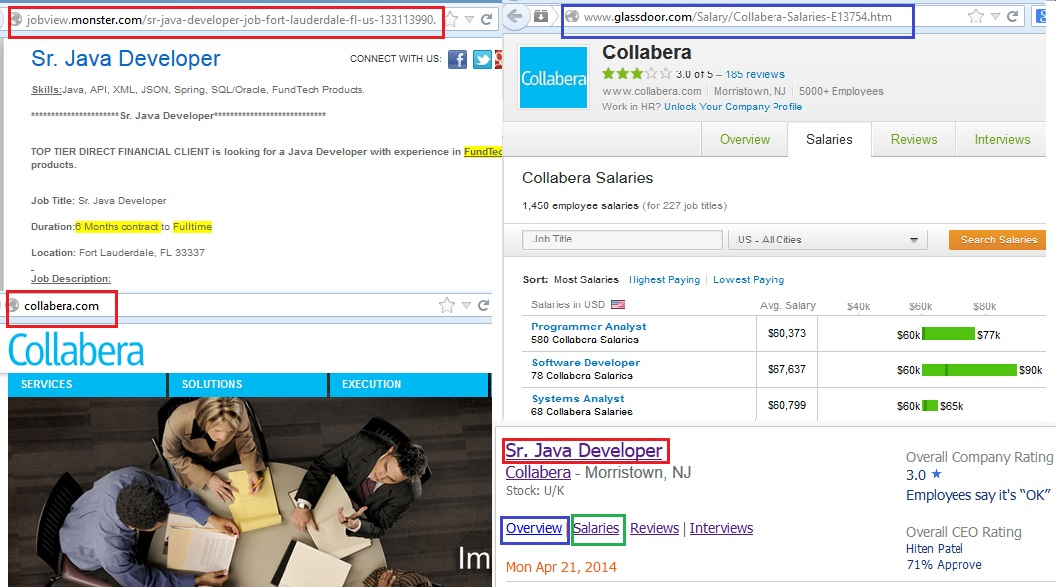 jobview.monster.com/sr-java-developer-job-fort-lauderdale-fl-us-133113990.
Sr. Java Developer
CONNECT WITH US:
Skills:Java, API, XML, JSON, Spring, SQL/Oracle, FundTech Products.
**********************Sr. Java Developer****************************
TOP TIER DIRECT FINANCIAL CLIENT is looking for a Java Developer with experience in FundTec
products.
Job Title: Sr. Java Developer
Duration:6 Months contract to Fulltime
Location: Fort Lauderdale, FL 33337
Job Description:
collabera.com
Collabera
SERVICES
SOLUTIONS
EXECUTION
Im
www.glassdoor.com/Salary/Collabera-Salaries-E13754.htm
Collabera
Collabera
3.0 of 5 – 185 reviews
www.collabera.com | Morristown, NJ | 5000+ Employees
Work in HR? Unlock Your Company Profile
Overview
Salaries
Reviews
Interviews
Collabera Salaries
1,450 employee salaries (for 227 job titles)
Job Title
US - All Cities
Search Salaries
Sort: Most Salaries Highest Paying | Lowest Paying
Salaries in USD Avg. Salary $40k $60k $80k
Programmer Analyst
580 Collabera Salaries
$60,373
$60k $77k
Software Developer
78 Collabera Salaries
$67,637
$60k $90k
Systems Analyst
68 Collabera Salaries
$60,799
$60k $65k
Sr. Java Developer
Collabera - Morristown, NJ
Stock: U/K
Overview | Salaries Reviews | Interviews
Mon Apr 21, 2014
Overall Company Rating
3.0 ★
Employees say it's “OK”
Overall CEO Rating
Hiten Patel
71% Approve